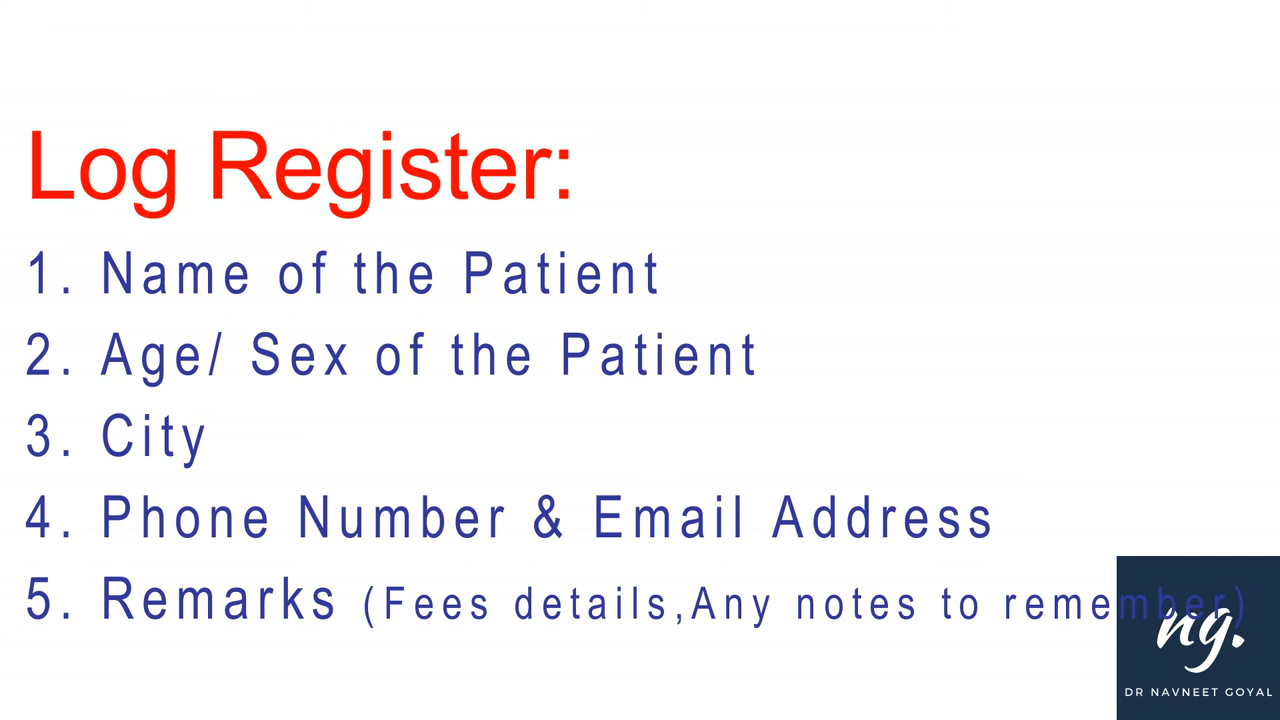 Log Register:
1. Name of the Patient
2. Age/ Sex of the Patient
3. City
4. Phone Number & Email Address
5. Remarks (Fees details,Any notes to remember)
ng.
DR NAVNEET GOYAL